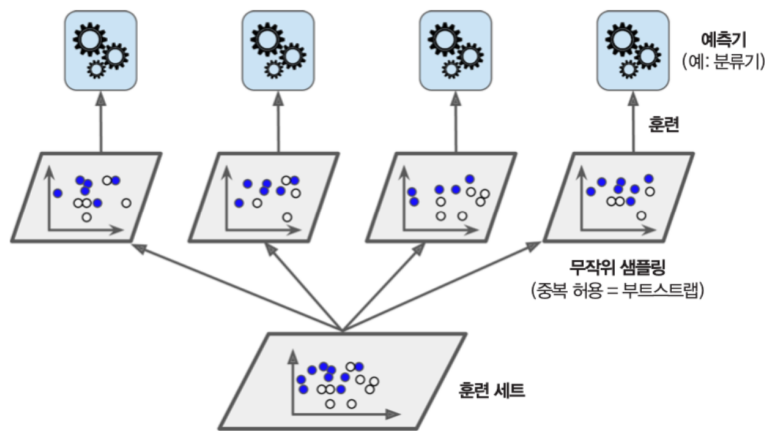 예측기
(예: 분류기)
훈련
무작위 샘플링
(중복 허용 = 부트스트랩)
훈련 세트